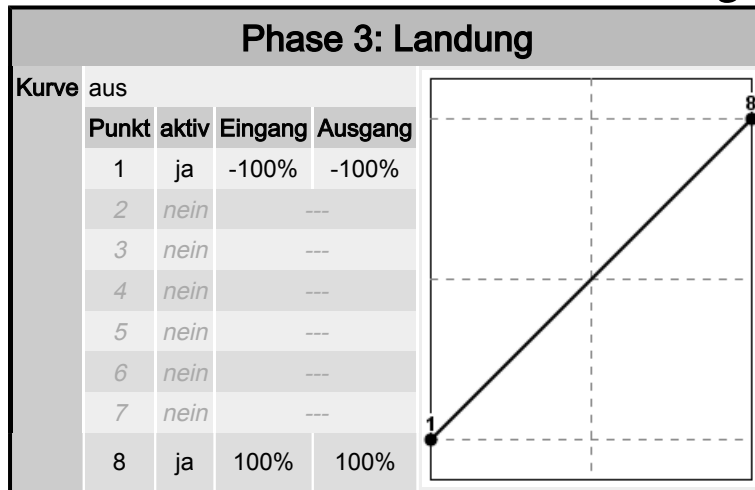 Phase 3: Landung
Kurve aus
Punkt aktiv Eingang Ausgang
1 ja -100% -100%
2 nein ---
3 nein ---
4 nein ---
5 nein ---
6 nein ---
7 nein ---
8 ja 100% 100%
8
1